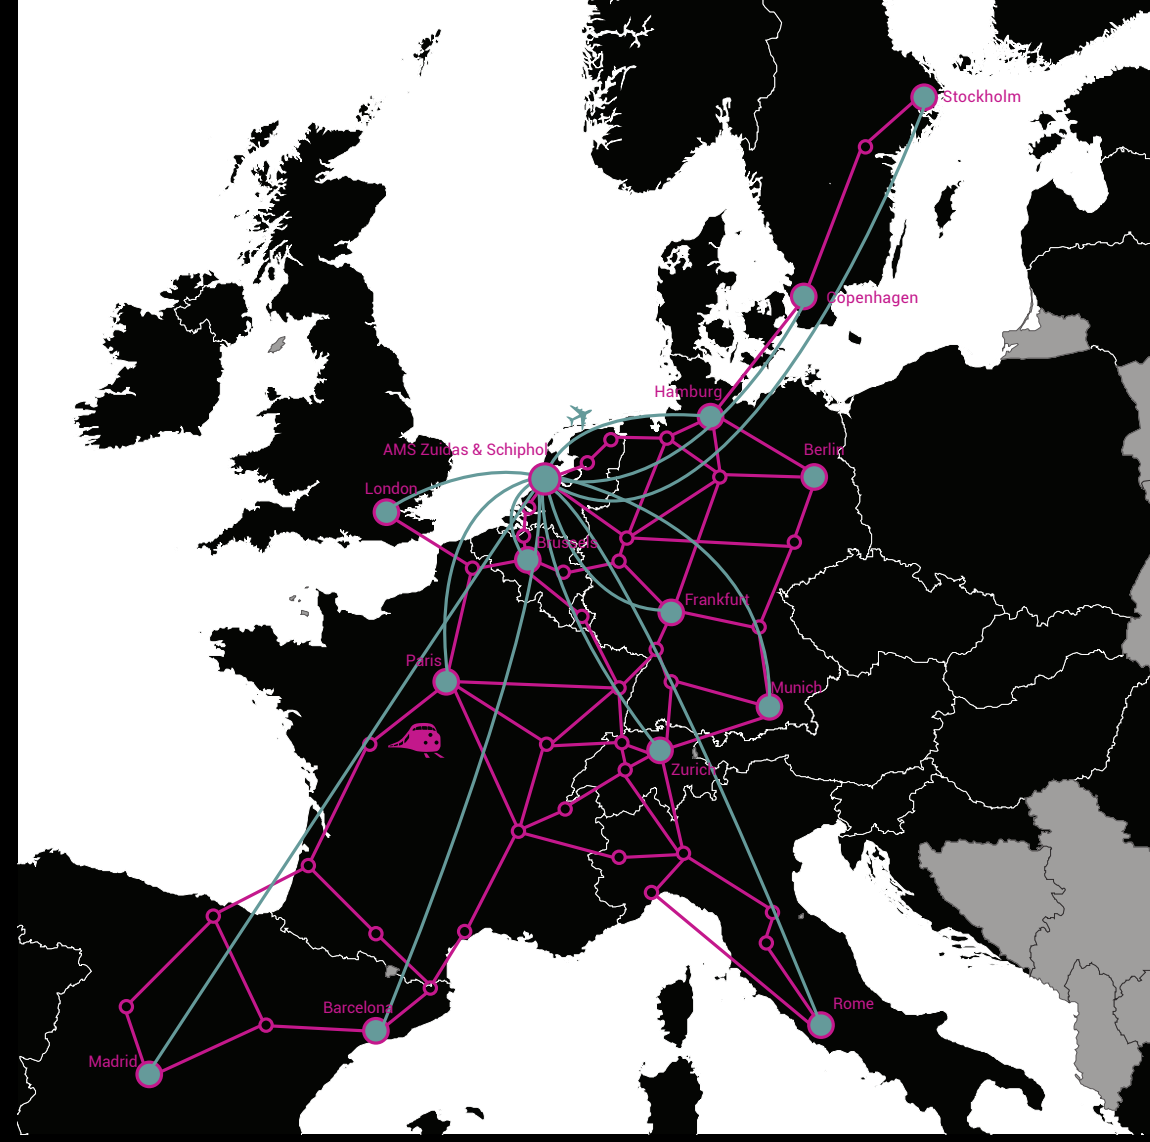 Stockholm
Copenhagen
Hamburg
AMS Zuidas & Schiphol
Berlin
London
Brussels
Frankfurt
Paris
Munich
Zurich
Barcelona
Rome
Madrid